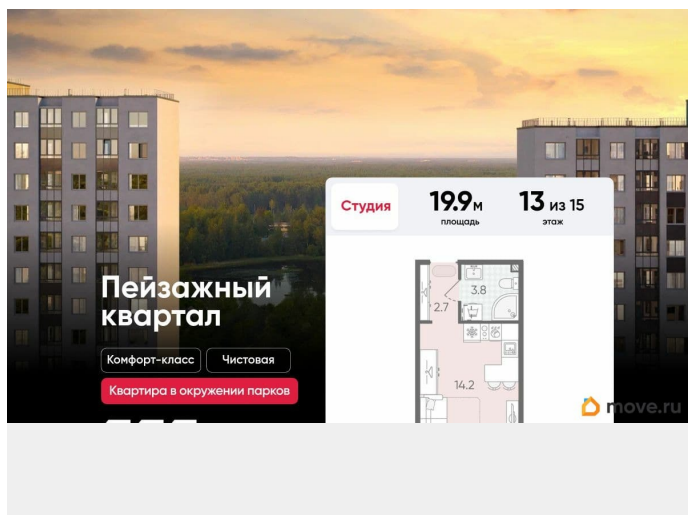 Студия
19.9м
площадь
13 из 15
этаж
3.8
2.7
14.2
Пейзажный
квартал
Комфорт-класс
Чистовая
Квартира в окружении парков
move.ru